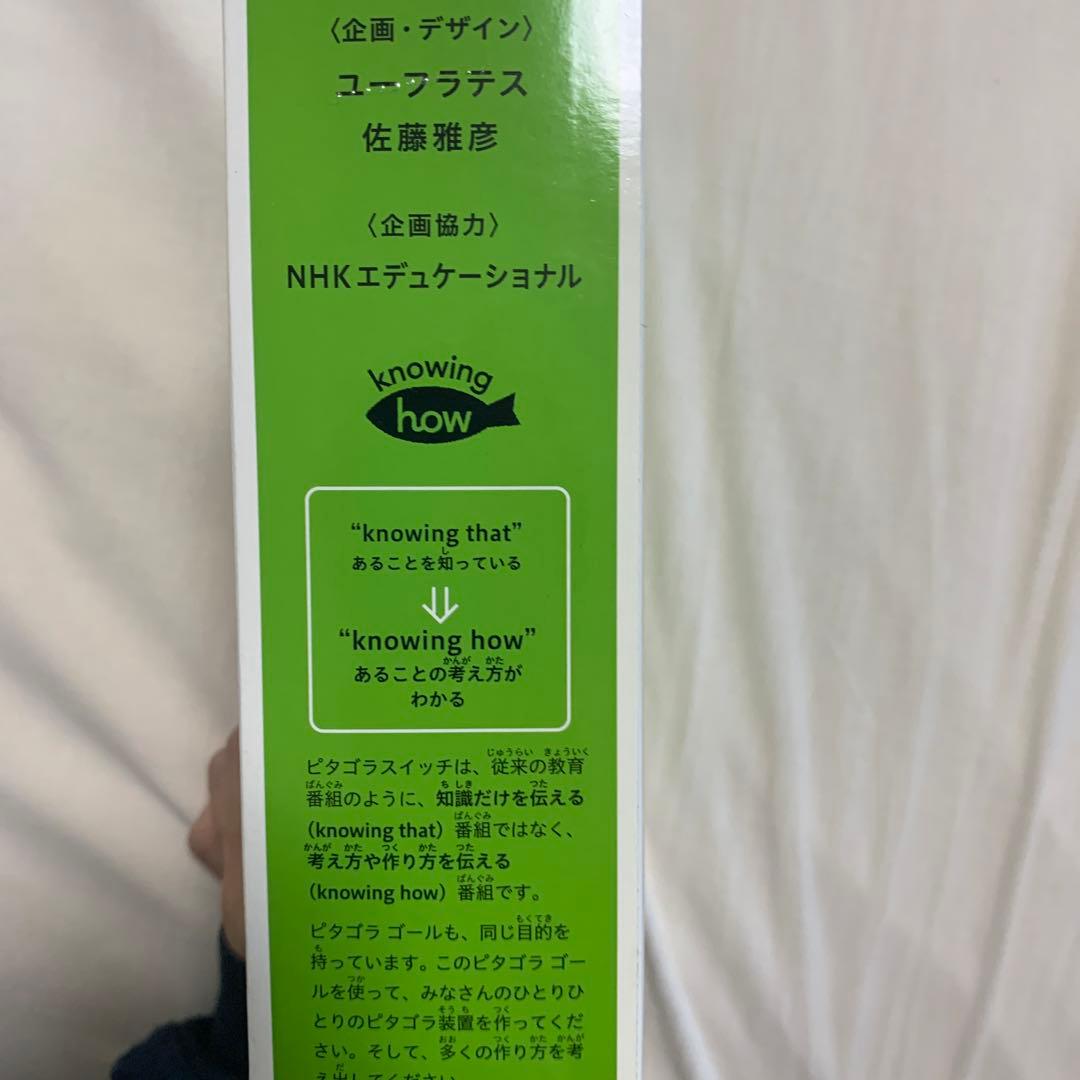 〈企画・デザイン〉
ユーフラテス
佐藤雅彦
〈企画協力〉
NHKエデュケーショナル
knowing
how
“knowing that”
あることを知っている
⇓
“knowing how”
あることの考え方が
わかる
ピタゴラスイッチは、従来の教育
番組のように、知識だけを伝える
（knowing that）番組ではなく、
考え方や作り方を伝える
（knowing how）番組です。
ピタゴラ ゴールも、同じ目的を
持っています。このピタゴラ ゴー
ルを使って、みなさんのひとりひ
とりのピタゴラ装置を作ってくだ
さい。そして、多くの作り方を考
え出してください